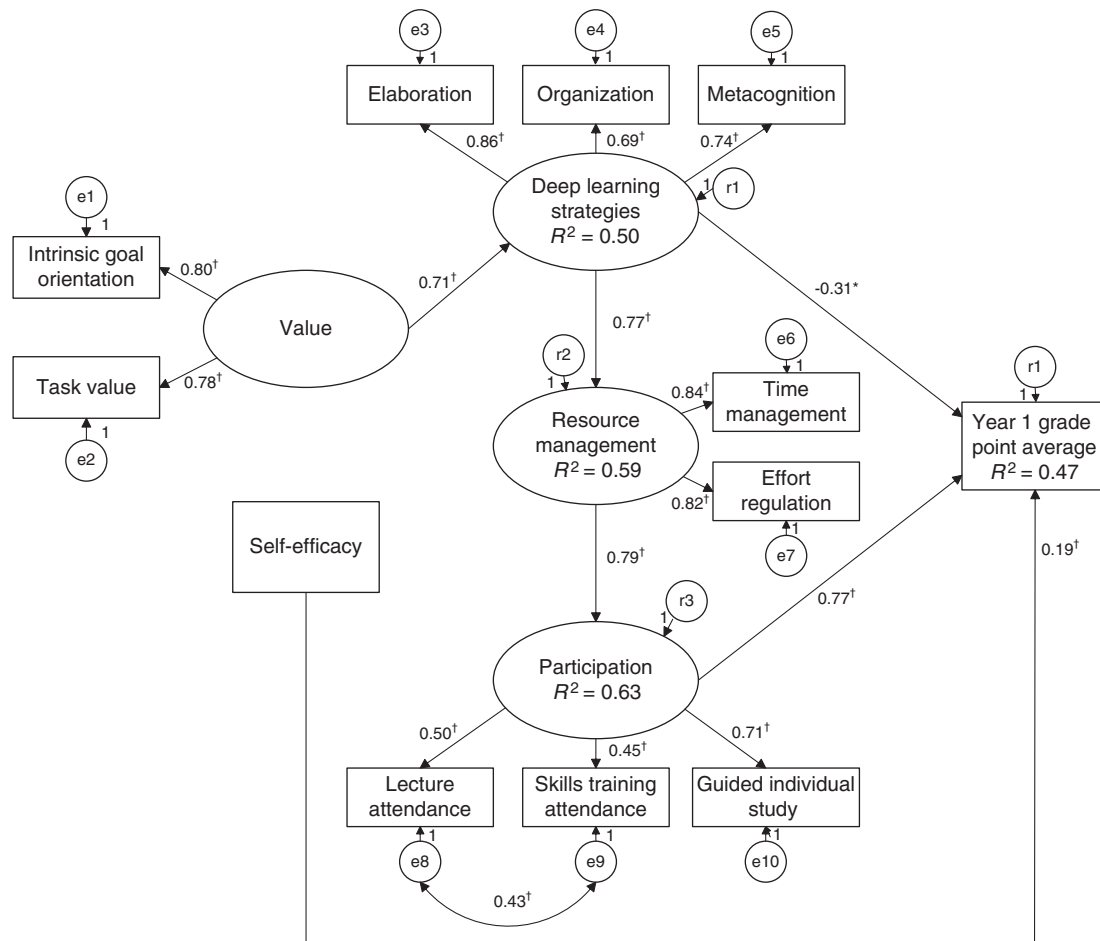 e3
1
Elaboration
0.86†
e4
1
Organization
0.69†
e5
1
Metacognition
0.74†
Deep learning
strategies
R² = 0.50
1
r1
e1
1
Intrinsic goal
orientation
0.80†
Value
0.71†
Task value
0.78†
1
e2
-0.31*
0.77†
r2
1
Resource
management
R² = 0.59
e6
1
0.84†
Time
management
0.82†
Effort
regulation
1
e7
r1
1
Year 1 grade
point average
R² = 0.47
Self-efficacy
0.79†
0.19†
0.77†
r3
1
Participation
R² = 0.63
0.50†
0.45†
0.71†
Lecture
attendance
Skills training
attendance
Guided individual
study
1
e8
1
e9
1
e10
0.43†